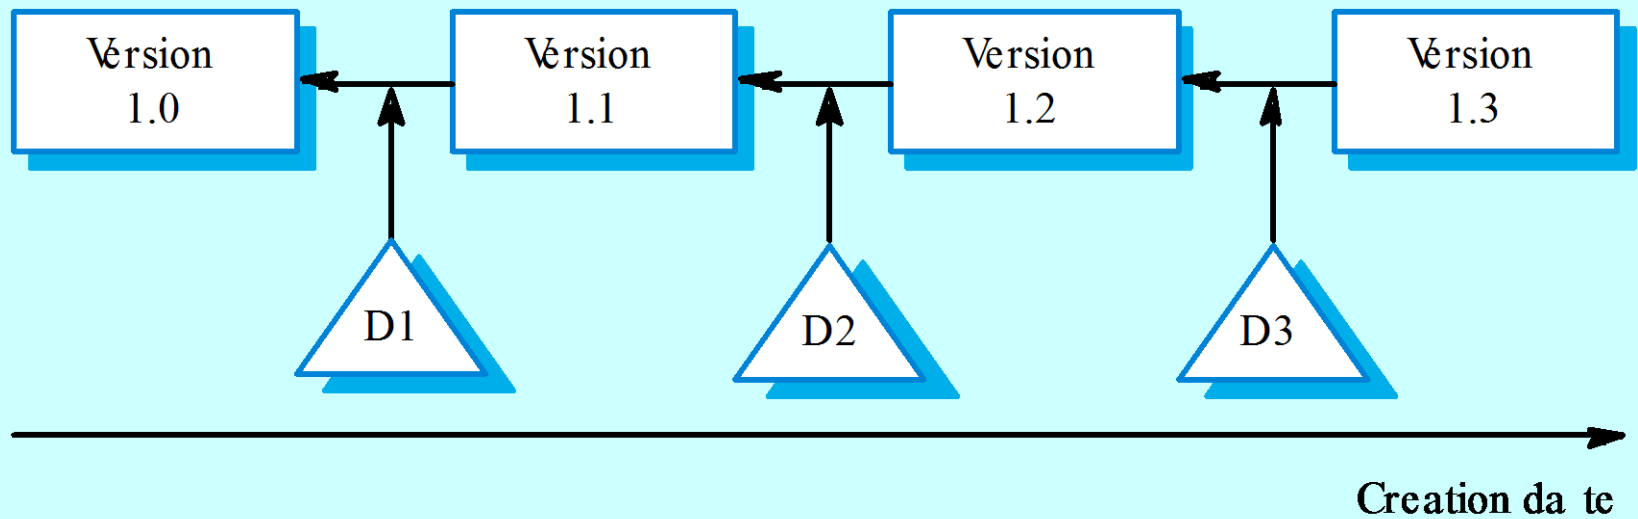 Version
1.0
Version
1.1
Version
1.2
Version
1.3
D1
D2
D3
Creation da te